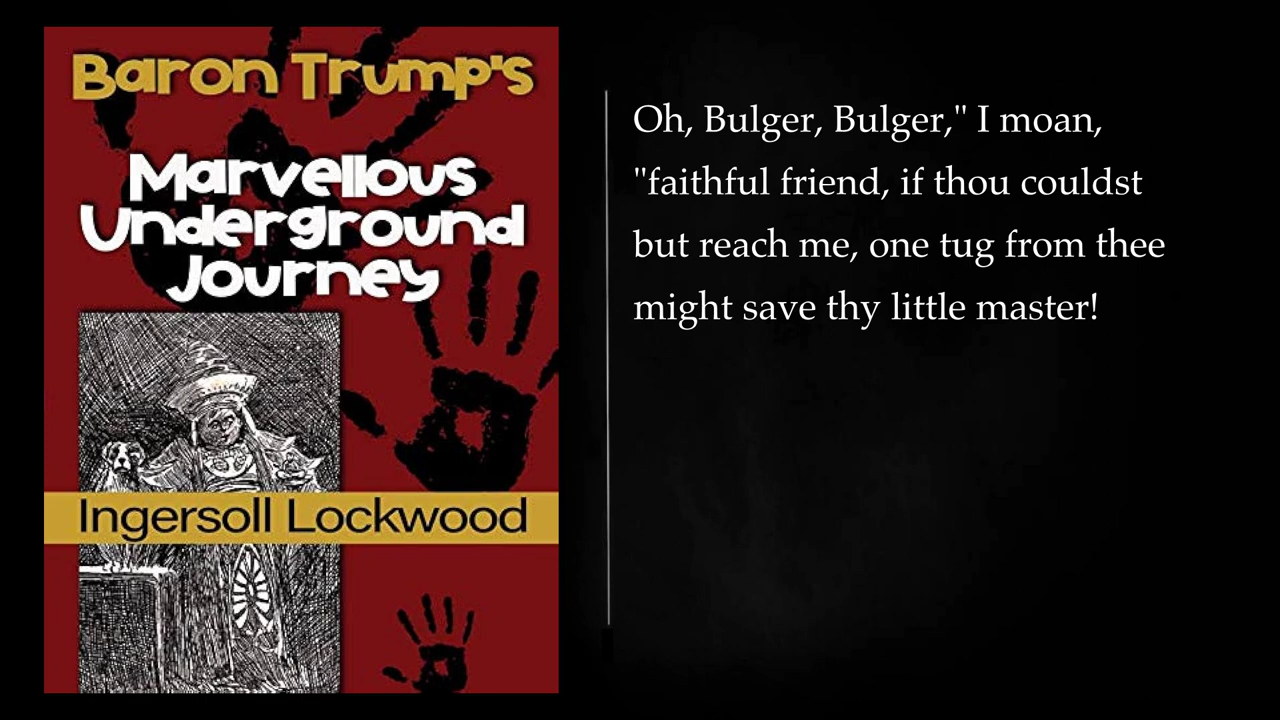 Baron Trump's
Marvellous
Underground
Journey
Ingersoll Lockwood
Oh, Bulger, Bulger," I moan,
"faithful friend, if thou couldst
but reach me, one tug from thee
might save thy little master!